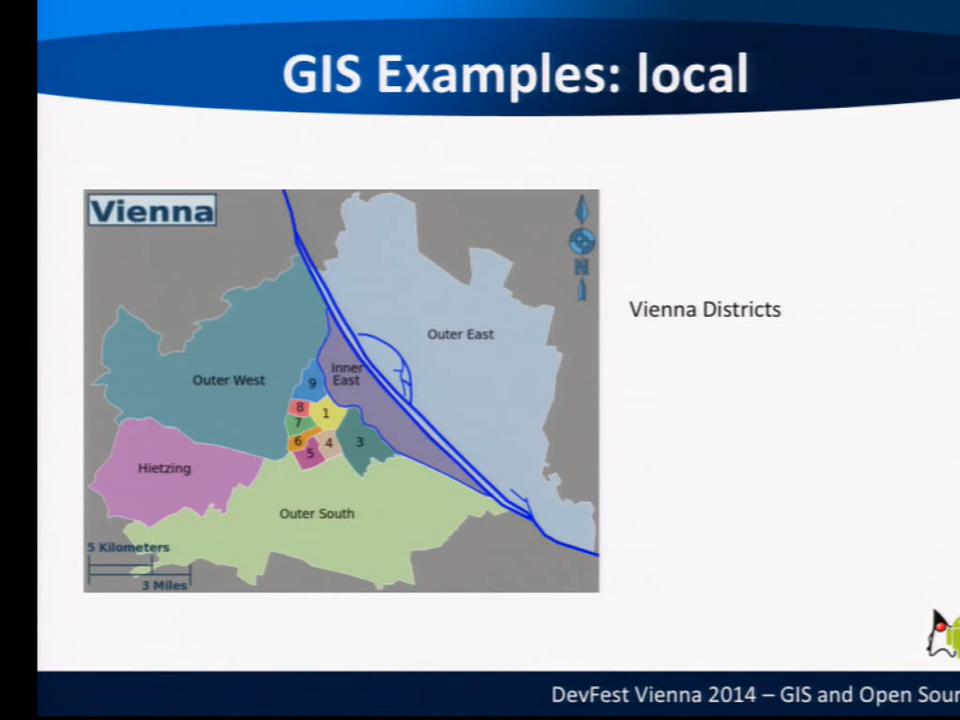 GIS Examples: local
Vienna
N
Vienna Districts
Outer East
Inner
East
Outer West
9
8
1
7
6
4
3
5
Hietzing
Outer South
5 Kilometers
3 Miles
DevFest Vienna 2014 – GIS and Open Sour